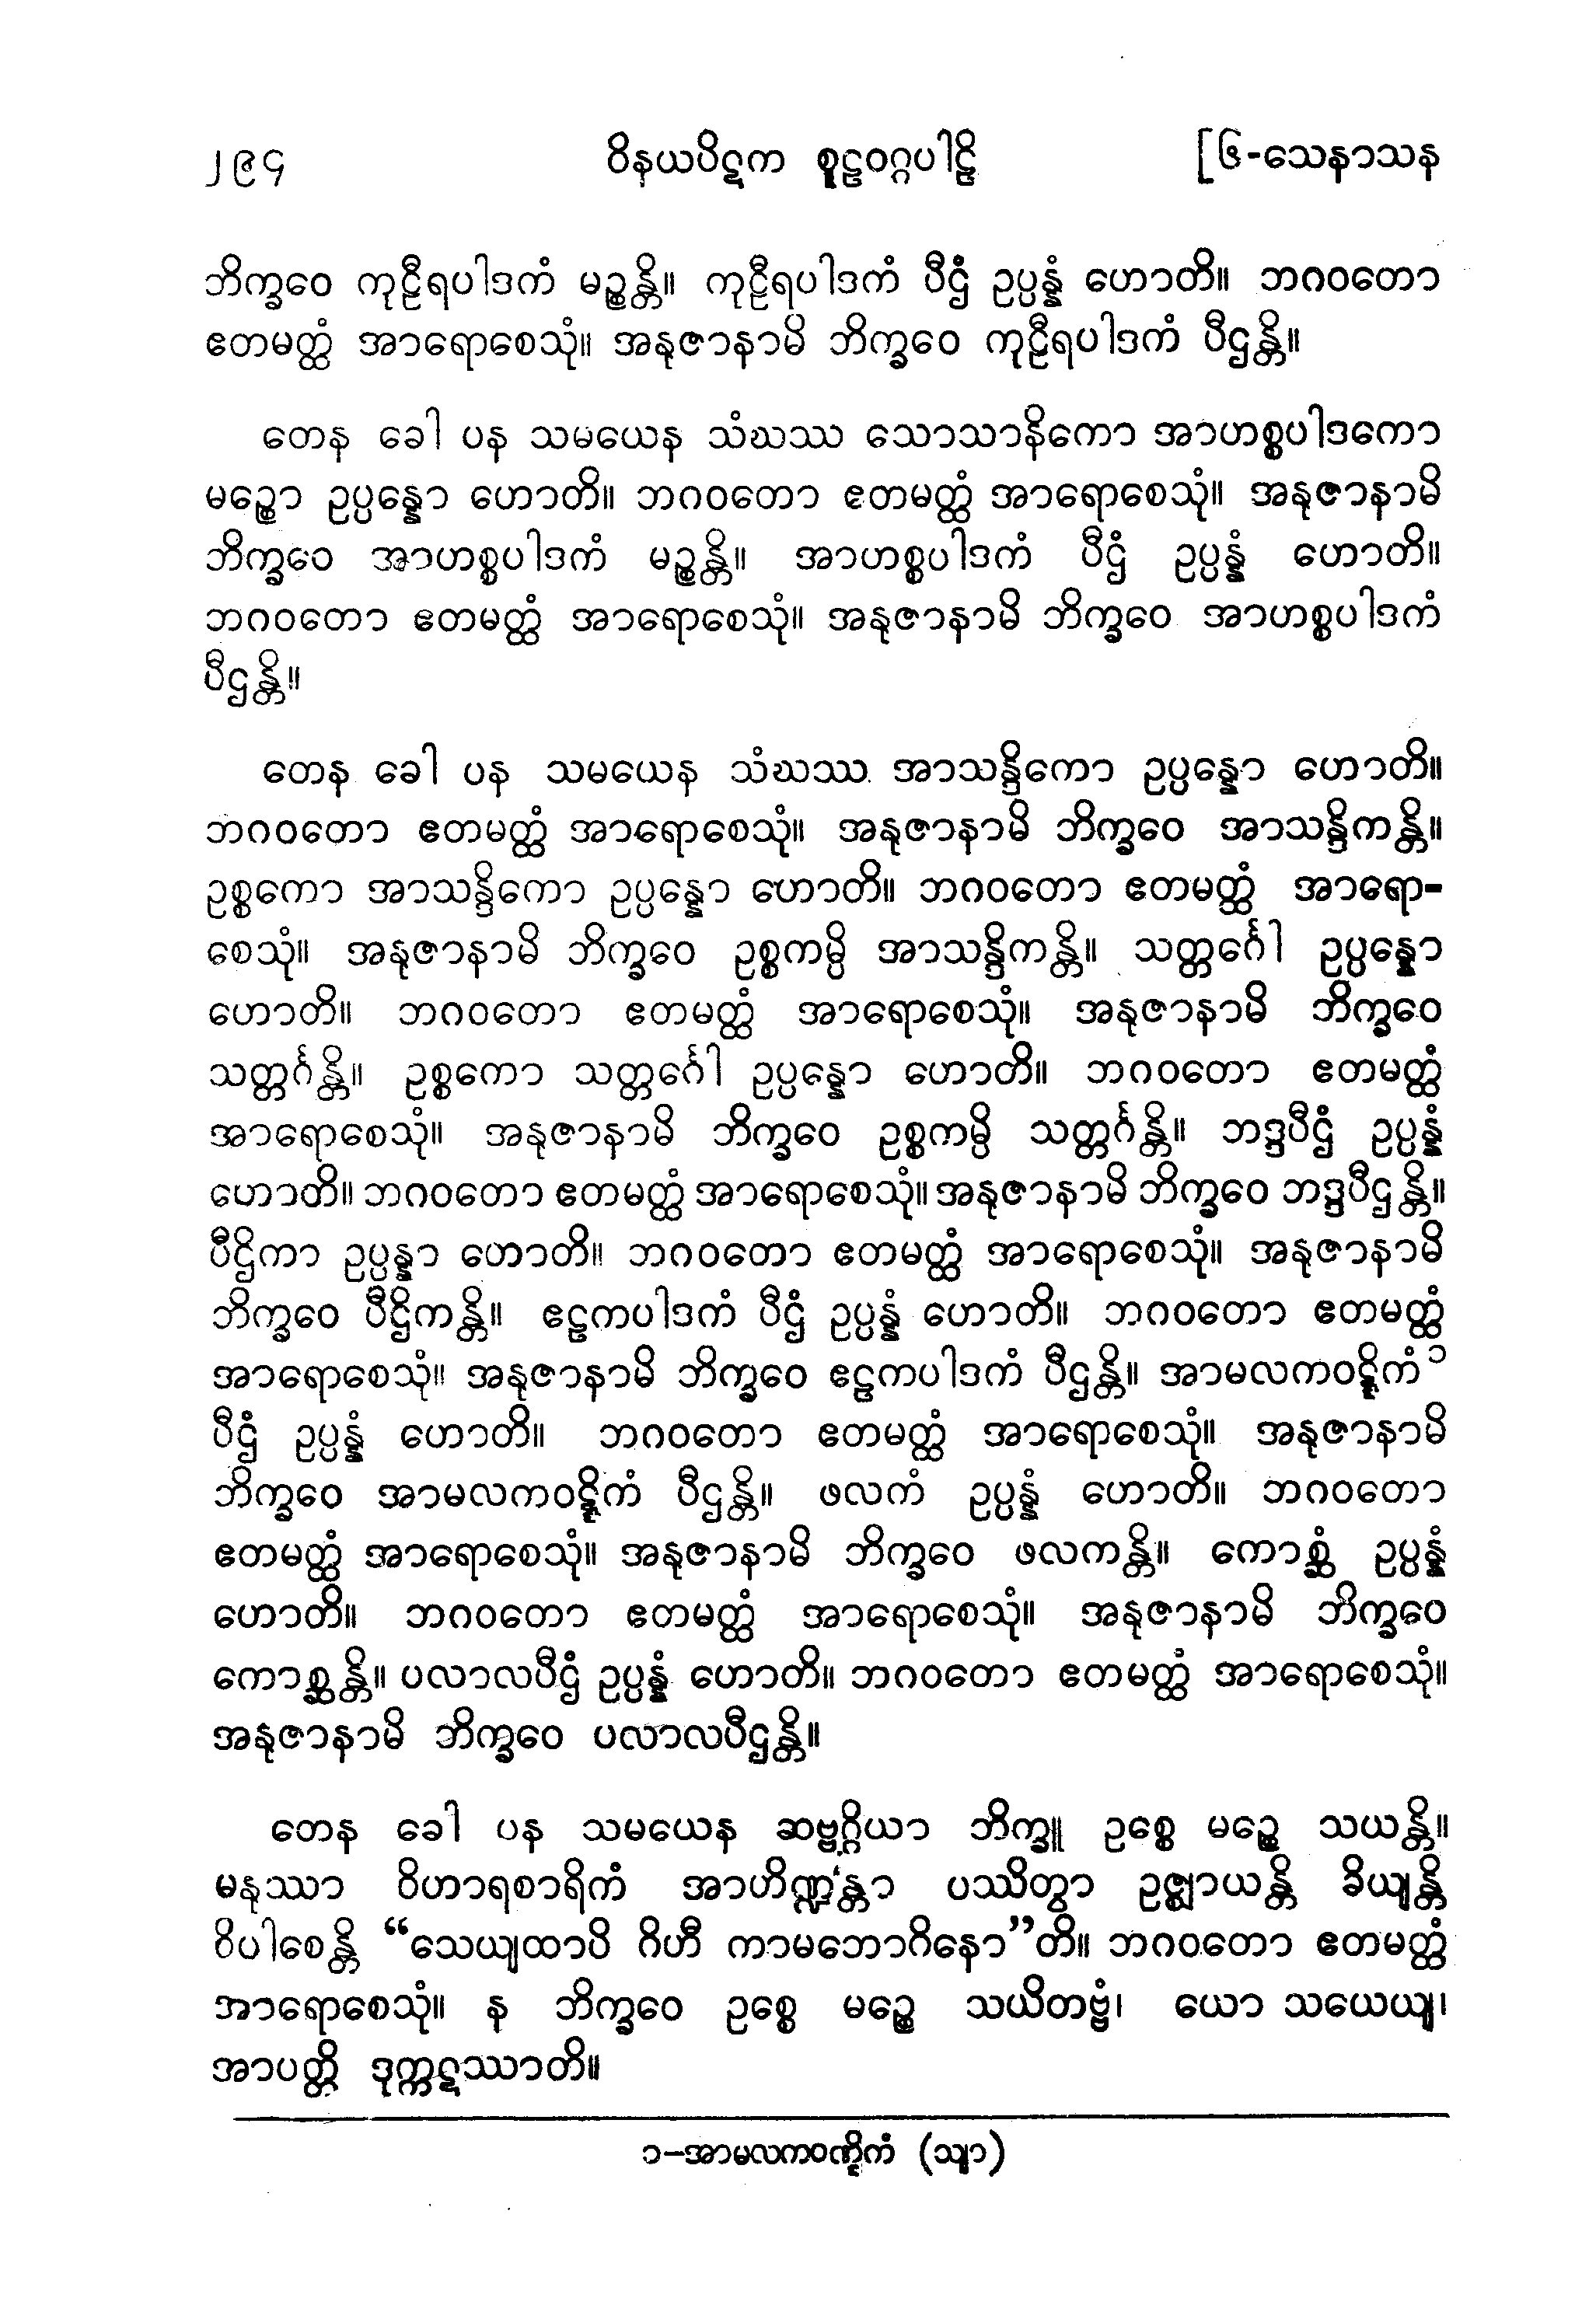 ၂၉၄ ဝိနယပိဋက စူဠဝဂ္ဂပါဠိ [၆-သေနာသန
ဘိက္ခဝေ ကုဠီရပါဒကံ မဉ္စန္တိ။ ကုဠီရပါဒကံ ပီဌံ ဥပ္ပန္နံ ဟောတိ။ ဘဂဝတော
ဧတမတ္ထံ အာရောစေသုံ။ အနုဇာနာမိ ဘိက္ခဝေ ကုဠီရပါဒကံ ပီဌန္တိ။
တေန ခေါ ပန သမယေန သံဃဿ သောသာနိကော အာဟစ္စပါဒကော
မဉ္စော ဥပ္ပန္နော ဟောတိ။ ဘဂဝတော ဧတမတ္ထံ အာရောစေသုံ။ အနုဇာနာမိ
ဘိက္ခဝေ အာဟစ္စပါဒကံ မဉ္စန္တိ။ အာဟစ္စပါဒကံ ပီဌံ ဥပ္ပန္နံ ဟောတိ။
ဘဂဝတော ဧတမတ္ထံ အာရောစေသုံ။ အနုဇာနာမိ ဘိက္ခဝေ အာဟစ္စပါဒကံ
ပီဌန္တိ။
တေန ခေါ ပန သမယေန သံဃဿ အာသန္ဒိကော ဥပ္ပန္နော ဟောတိ။
ဘဂဝတော ဧတမတ္ထံ အာရောစေသုံ။ အနုဇာနာမိ ဘိက္ခဝေ အာသန္ဒိကန္တိ။
ဥစ္စကော အာသန္ဒိကော ဥပ္ပန္နော ဟောတိ။ ဘဂဝတော ဧတမတ္ထံ အာရော-
စေသုံ။ အနုဇာနာမိ ဘိက္ခဝေ ဥစ္စကမ္ပိ အာသန္ဒိကန္တိ။ သတ္တင်္ဂေါ ဥပ္ပန္နော
ဟောတိ။ ဘဂဝတော ဧတမတ္ထံ အာရောစေသုံ။ အနုဇာနာမိ ဘိက္ခဝေ
သတ္တင်္ဂန္တိ။ ဥစ္စကော သတ္တင်္ဂေါ ဥပ္ပန္နော ဟောတိ။ ဘဂဝတော ဧတမတ္ထံ
အာရောစေသုံ။ အနုဇာနာမိ ဘိက္ခဝေ ဥစ္စကမ္ပိ သတ္တင်္ဂန္တိ။ ဘဒ္ဒပီဌံ ဥပ္ပန္နံ
ဟောတိ။ ဘဂဝတော ဧတမတ္ထံ အာရောစေသုံ။ အနုဇာနာမိ ဘိက္ခဝေ ဘဒ္ဒပီဌန္တိ။
ပီဌိကာ ဥပ္ပန္နာ ဟောတိ။ ဘဂဝတော ဧတမတ္ထံ အာရောစေသုံ။ အနုဇာနာမိ
ဘိက္ခဝေ ပီဌိကန္တိ။ ဧဠကပါဒကံ ပီဌံ ဥပ္ပန္နံ ဟောတိ။ ဘဂဝတော ဧတမတ္ထံ
အာရောစေသုံ။ အနုဇာနာမိ ဘိက္ခဝေ ဧဠကပါဒကံ ပီဌန္တိ။ အာမလကဝဋ္ဋိကံ ၁
ပီဌံ ဥပ္ပန္နံ ဟောတိ။ ဘဂဝတော ဧတမတ္ထံ အာရောစေသုံ။ အနုဇာနာမိ
ဘိက္ခဝေ အာမလကဝဋ္ဋိကံ ပီဌန္တိ။ ဖလကံ ဥပ္ပန္နံ ဟောတိ။ ဘဂဝတော
ဧတမတ္ထံ အာရောစေသုံ။ အနုဇာနာမိ ဘိက္ခဝေ ဖလကန္တိ။ ကောစ္ဆံ ဥပ္ပန္နံ
ဟောတိ။ ဘဂဝတော ဧတမတ္ထံ အာရောစေသုံ။ အနုဇာနာမိ ဘိက္ခဝေ
ကောစ္ဆန္တိ။ ပလာလပီဌံ ဥပ္ပန္နံ ဟောတိ။ ဘဂဝတော ဧတမတ္ထံ အာရောစေသုံ။
အနုဇာနာမိ ဘိက္ခဝေ ပလာလပီဌန္တိ။
တေန ခေါ ပန သမယေန ဆဗ္ဗဂ္ဂိယာ ဘိက္ခူ ဥစ္စေ မဉ္စေ သယန္တိ။
မနုဿာ ဝိဟာရစာရိကံ အာဟိဏ္ဍန္တာ ပဿိတွာ ဥဇ္ဈာယန္တိ ခိယျန္တိ
ဝိပါစေန္တိ “သေယျထာပိ ဂိဟီ ကာမဘောဂိနော”တိ။ ဘဂဝတော ဧတမတ္ထံ
အာရောစေသုံ။ န ဘိက္ခဝေ ဥစ္စေ မဉ္စေ သယိတဗ္ဗံ၊ ယော သယေယျ၊
အာပတ္တိ ဒုက္ကဋဿာတိ။
၁-အာမလကဝဏ္ဋိကံ (သျာ)